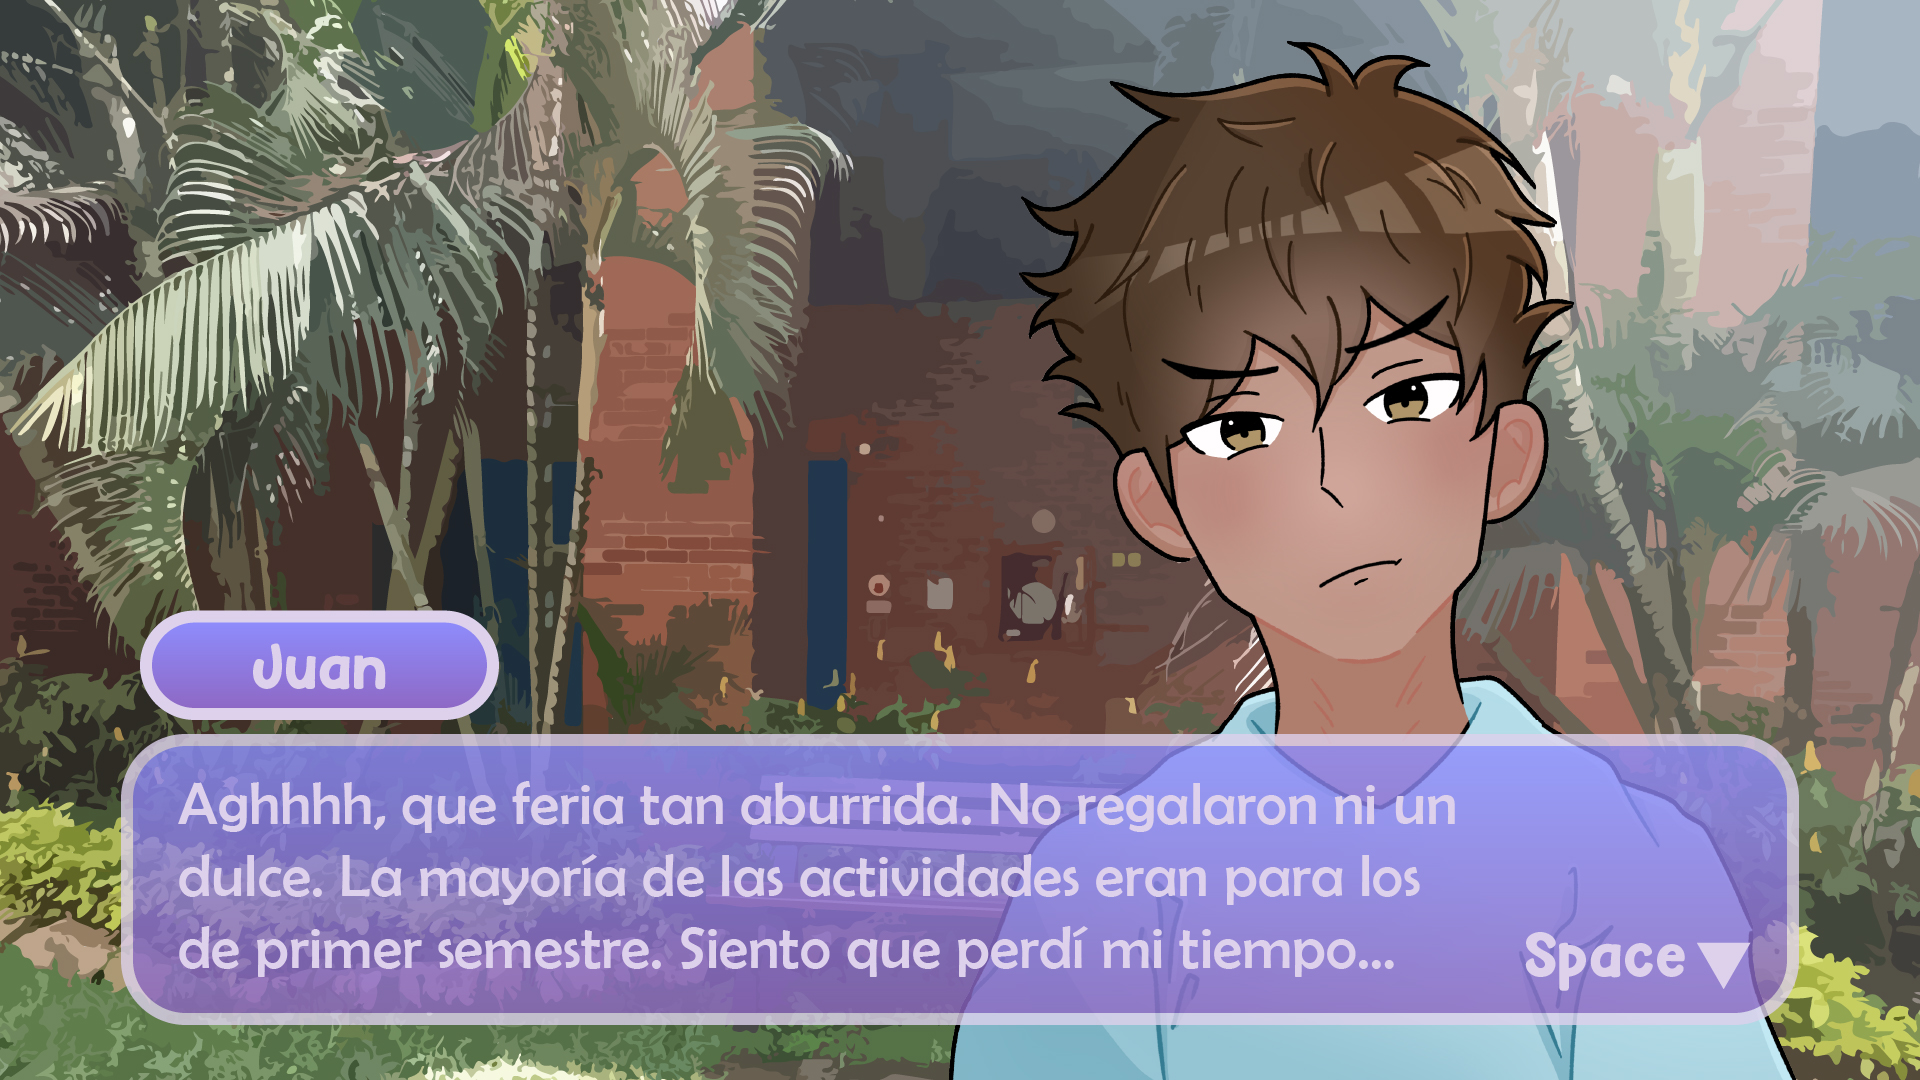 Juan
Aghhhh, que feria tan aburrida. No regalaron ni un
dulce. La mayoría de las actividades eran para los
de primer semestre. Siento que perdí mi tiempo...
Space